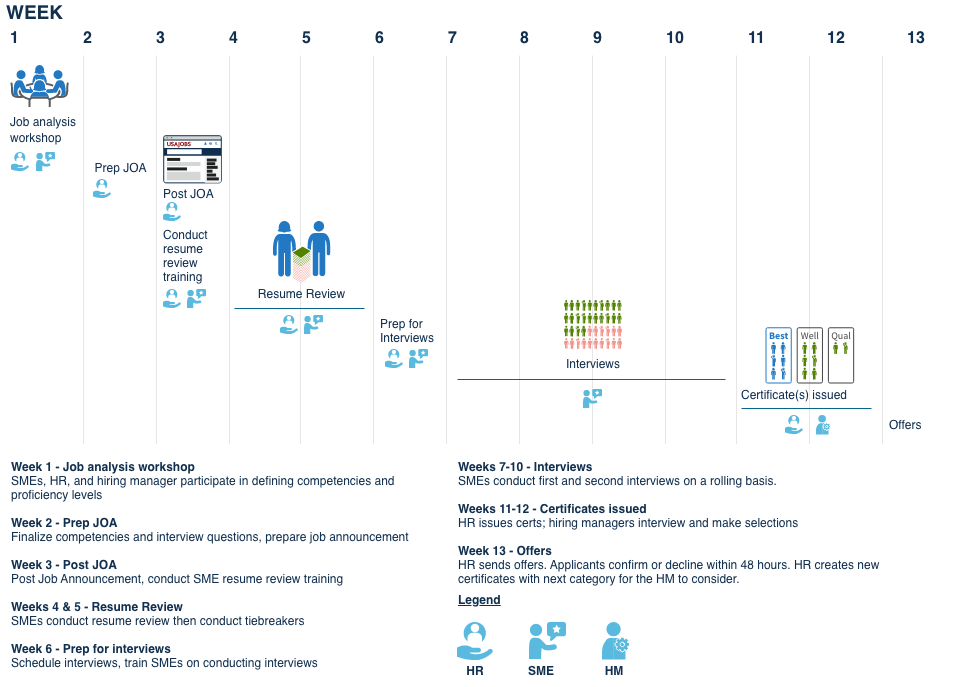 WEEK
1 2 3 4 5 6 7 8 9 10 11 12 13
Job analysis
workshop
Prep JOA
USAJOBS
Post JOA
Conduct
resume
review
training
Resume Review
Prep for
Interviews
Interviews
Best Well Qual
Certificate(s) issued
Offers
Week 1 - Job analysis workshop
SMEs, HR, and hiring manager participate in defining competencies and
proficiency levels
Week 2 - Prep JOA
Finalize competencies and interview questions, prepare job announcement
Week 3 - Post JOA
Post Job Announcement, conduct SME resume review training
Weeks 4 & 5 - Resume Review
SMEs conduct resume review then conduct tiebreakers
Week 6 - Prep for interviews
Schedule interviews, train SMEs on conducting interviews
Weeks 7-10 - Interviews
SMEs conduct first and second interviews on a rolling basis.
Weeks 11-12 - Certificates issued
HR issues certs; hiring managers interview and make selections
Week 13 - Offers
HR sends offers. Applicants confirm or decline within 48 hours. HR creates new
certificates with next category for the HM to consider.
Legend
HR SME HM